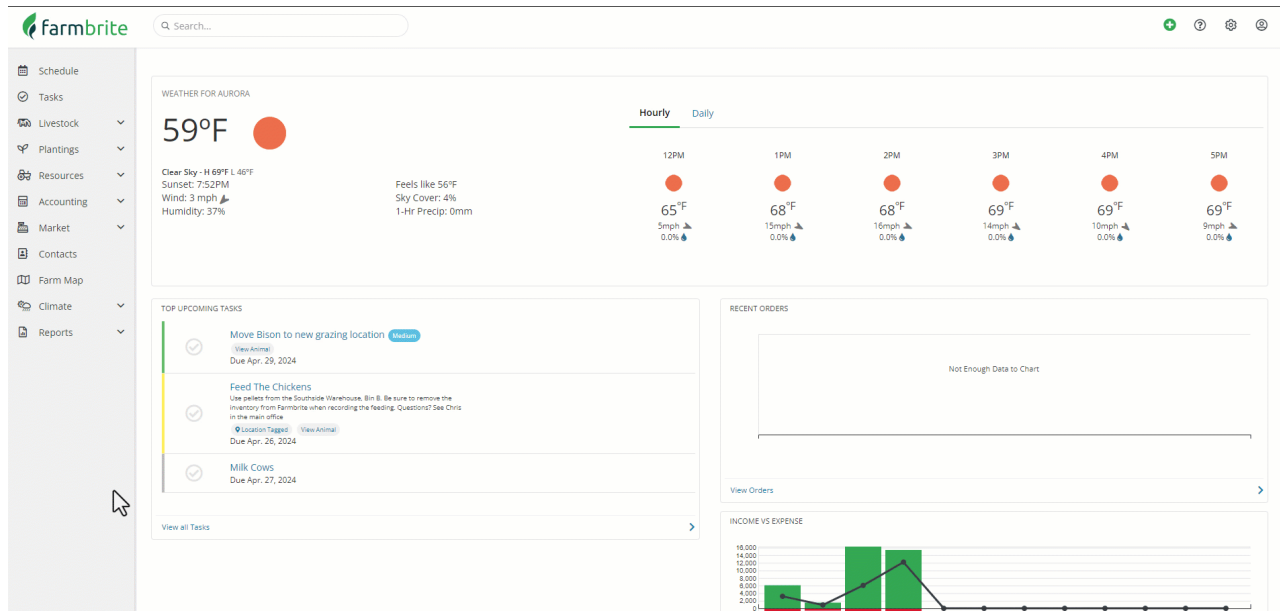 farmbrite
Search...
Schedule
Tasks
Livestock
Plantings
Resources
Accounting
Market
Contacts
Farm Map
Climate
Reports
WEATHER FOR AURORA
59ºF
Clear Sky - H 69ºF L 46ºF
Sunset: 7:52PM
Wind: 3 mph
Humidity: 37%
Feels like 56ºF
Sky Cover: 4%
1-Hr Precip: 0mm
Hourly Daily
12PM 1PM 2PM 3PM 4PM 5PM
65°F 68°F 68°F 69°F 69°F 69°F
5mph 15mph 16mph 14mph 10mph 9mph
0.0% 0.0% 0.0% 0.0% 0.0% 0.0%
TOP UPCOMING TASKS
Move Bison to new grazing location Medium
View Animal
Due Apr. 29, 2024
Feed The Chickens
Use pellets from the Southside Warehouse, Bin B. Be sure to remove the
inventory from Farmbrite when recording the feeding. Questions? See Chris
in the main office
Location Tagged View Animal
Due Apr. 26, 2024
Milk Cows
Due Apr. 27, 2024
View all Tasks
RECENT ORDERS
Not Enough Data to Chart
View Orders
INCOME VS EXPENSE
16,000
14,000
12,000
10,000
8,000
6,000
4,000
2,000
0